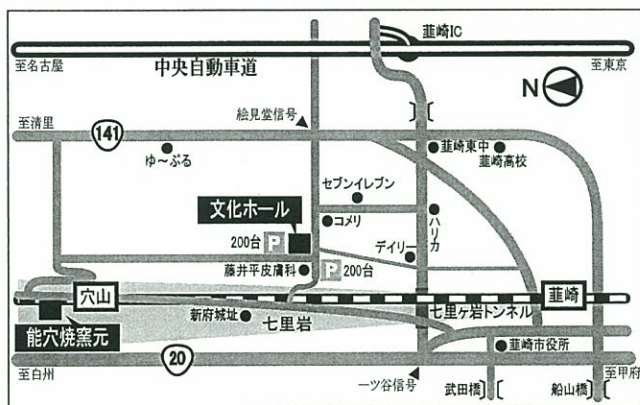 韮崎IC
至名古屋
中央自動車道
至東京
N
至清里
141
絵見堂信号
ゆ〜ぷる
韮崎東中
韮崎高校
セブンイレブン
文化ホール
コメリ
ハリカ
200台 P
デイリー
藤井平皮膚科
P 200台
穴山
韮崎
能穴焼窯元
新府城址
七里岩
七里ケ岩トンネル
韮崎市役所
20
至白州
一ツ谷信号
武田橋
船山橋
至甲府